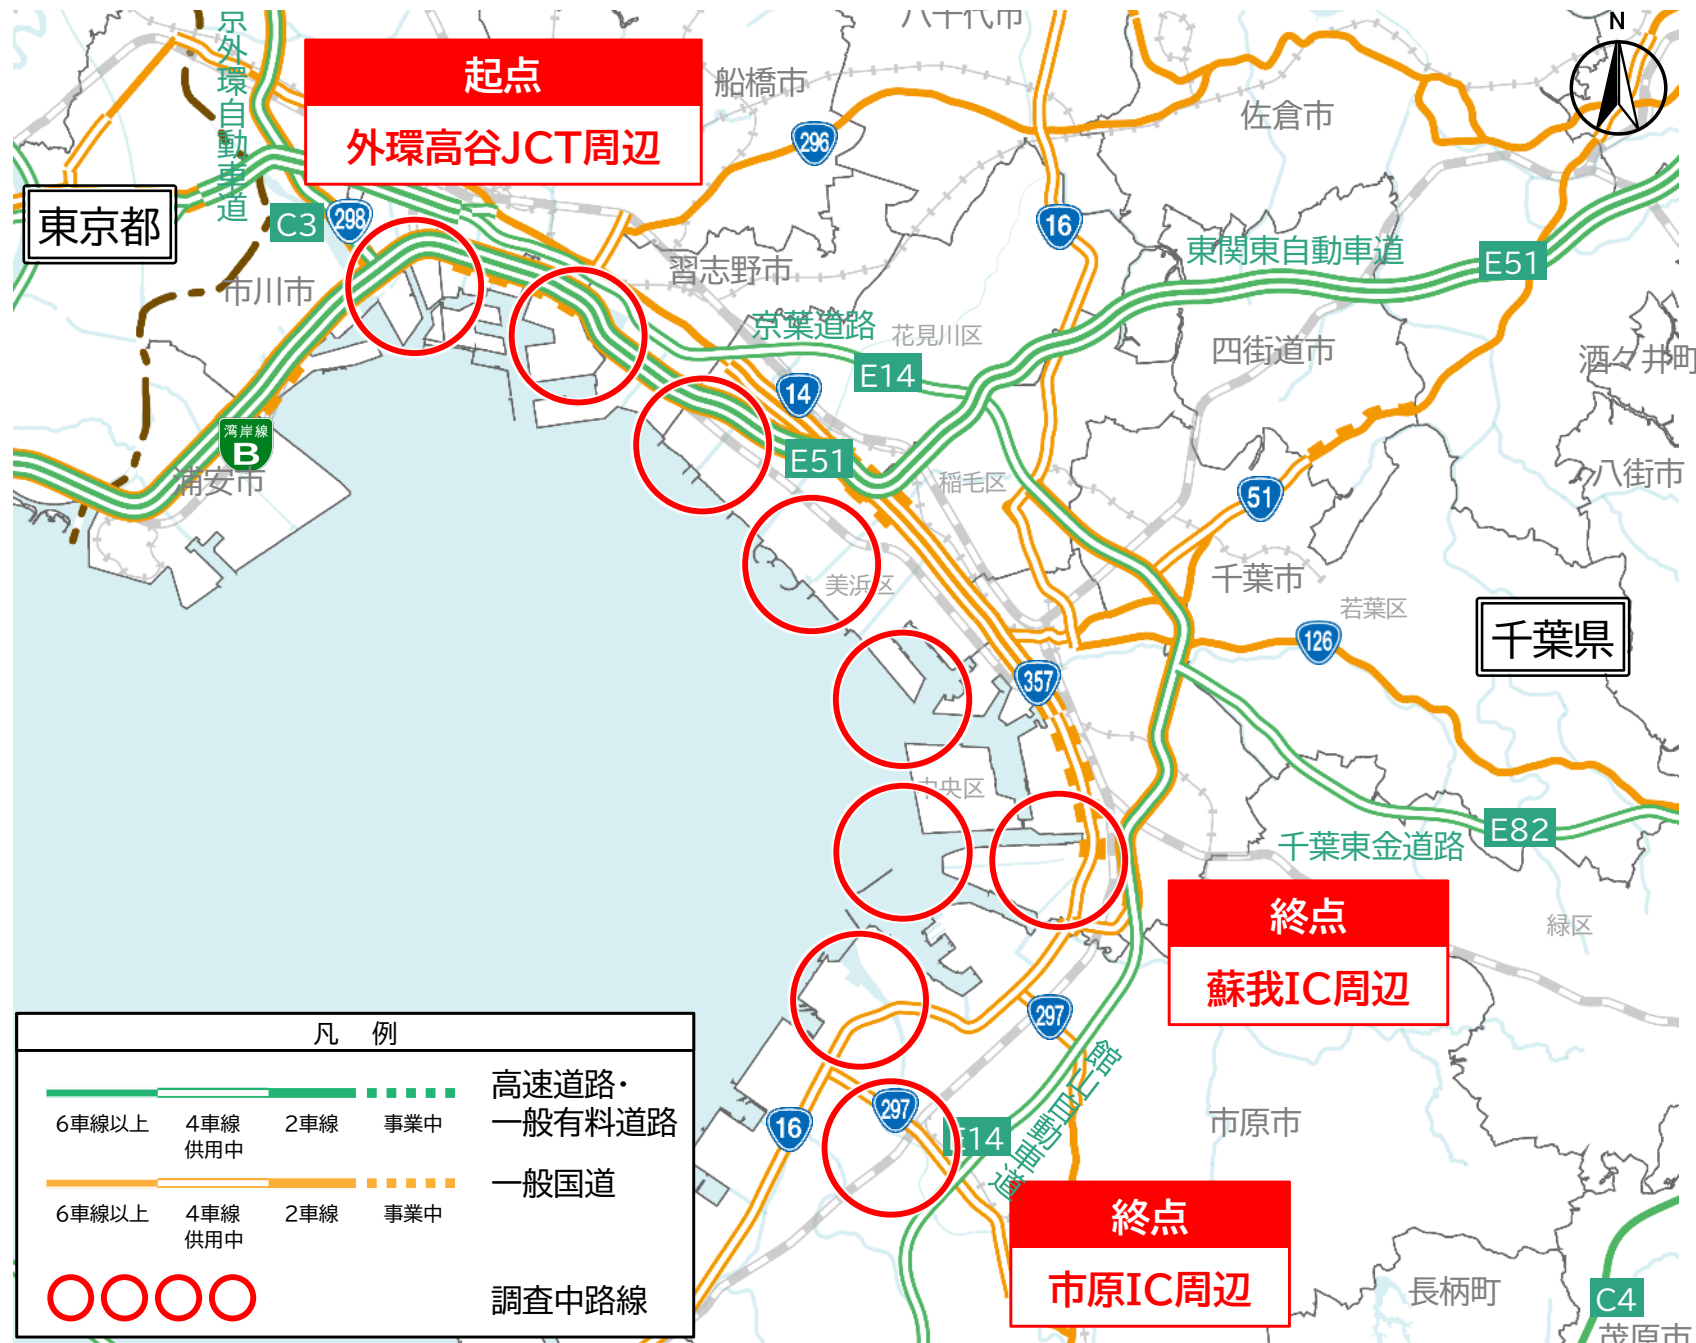 八千代市
N
京外環自動車道
起点
外環高谷JCT周辺
船橋市
佐倉市
296
東京都
C3
298
16
東関東自動車道
E51
市川市
習志野市
京葉道路
花見川区
四街道市
酒々井町
E14
14
湾岸線
B
E51
浦安市
稲毛区
51
八街市
美浜区
千葉市
若葉区
126
千葉県
357
中央区
E82
千葉東金道路
終点
蘇我IC周辺
緑区
297
館山自動車道
297
16
E14
市原市
終点
市原IC周辺
長柄町
C4
茂原市
凡 例
6車線以上
4車線
供用中
2車線
事業中
高速道路・
一般有料道路
6車線以上
4車線
供用中
2車線
事業中
一般国道
調査中路線